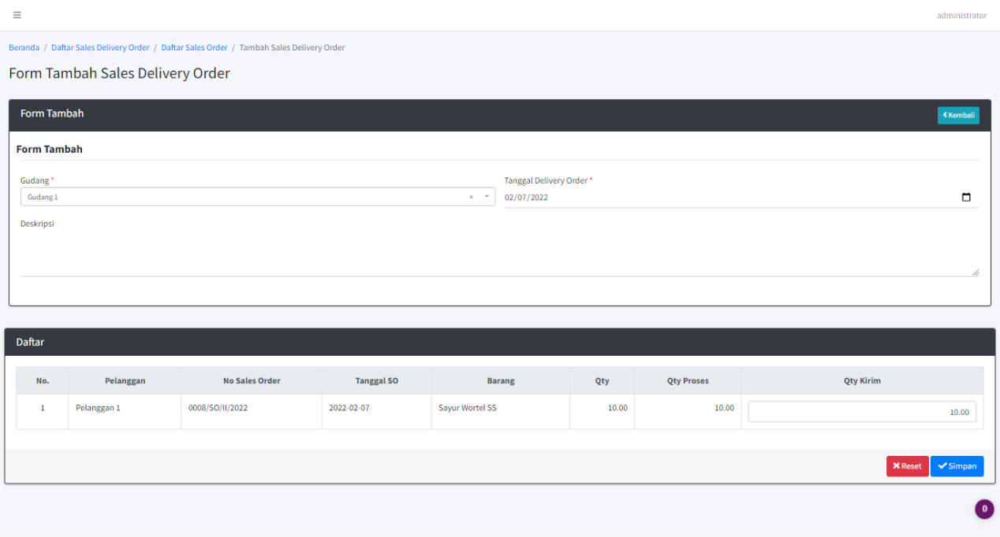 administrator
Beranda / Daftar Sales Delivery Order / Daftar Sales Order / Tambah Sales Delivery Order
Form Tambah Sales Delivery Order
Form Tambah
Kembali
Form Tambah
Gudang *
Tanggal Delivery Order *
Gudang 1 ×
02/07/2022
Deskripsi
Daftar
No. Pelanggan No Sales Order Tanggal SO Barang Qty Qty Proses Qty Kirim
1 Pelanggan 1 0008/SO/II/2022 2022-02-07 Sayur Wortel SS 10.00 10.00 10.00
Reset Simpan
0